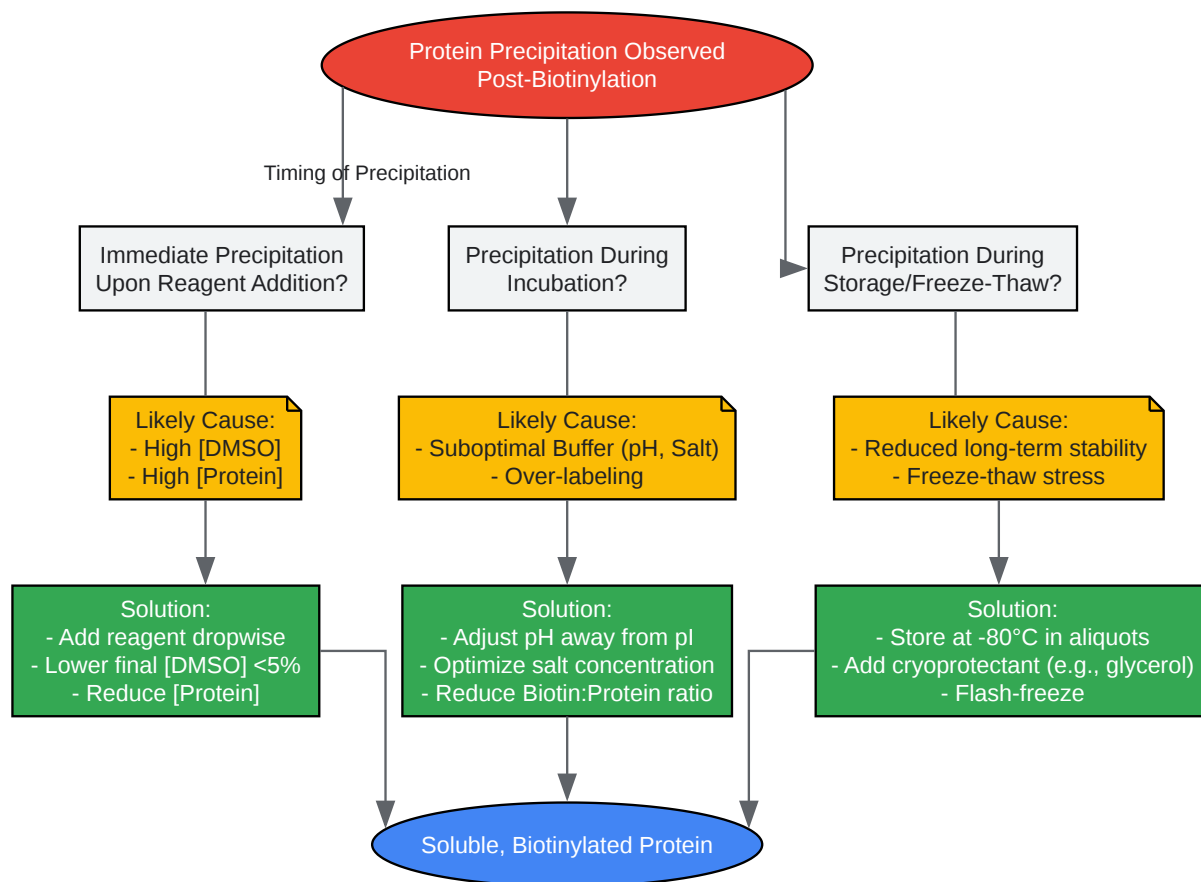 Protein Precipitation Observed
Post-Biotinylation
Timing of Precipitation
Immediate Precipitation
Upon Reagent Addition?
Precipitation During
Incubation?
Precipitation During
Storage/Freeze-Thaw?
Likely Cause:
- High [DMSO]
- High [Protein]
Likely Cause:
- Suboptimal Buffer (pH, Salt)
- Over-labeling
Likely Cause:
- Reduced long-term stability
- Freeze-thaw stress
Solution:
- Add reagent dropwise
- Lower final [DMSO] <5%
- Reduce [Protein]
Solution:
- Adjust pH away from pI
- Optimize salt concentration
- Reduce Biotin:Protein ratio
Solution:
- Store at -80°C in aliquots
- Add cryoprotectant (e.g., glycerol)
- Flash-freeze
Soluble, Biotinylated Protein